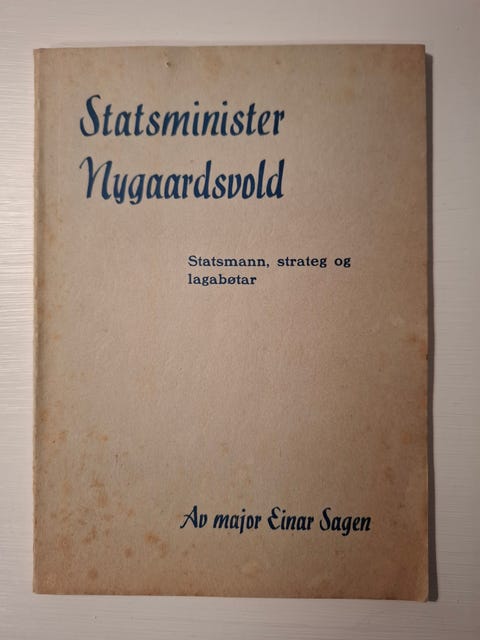 Statsminister
Nygaardsvold
Statsmann, strateg og
lagabøtar
Av major Einar Sagen